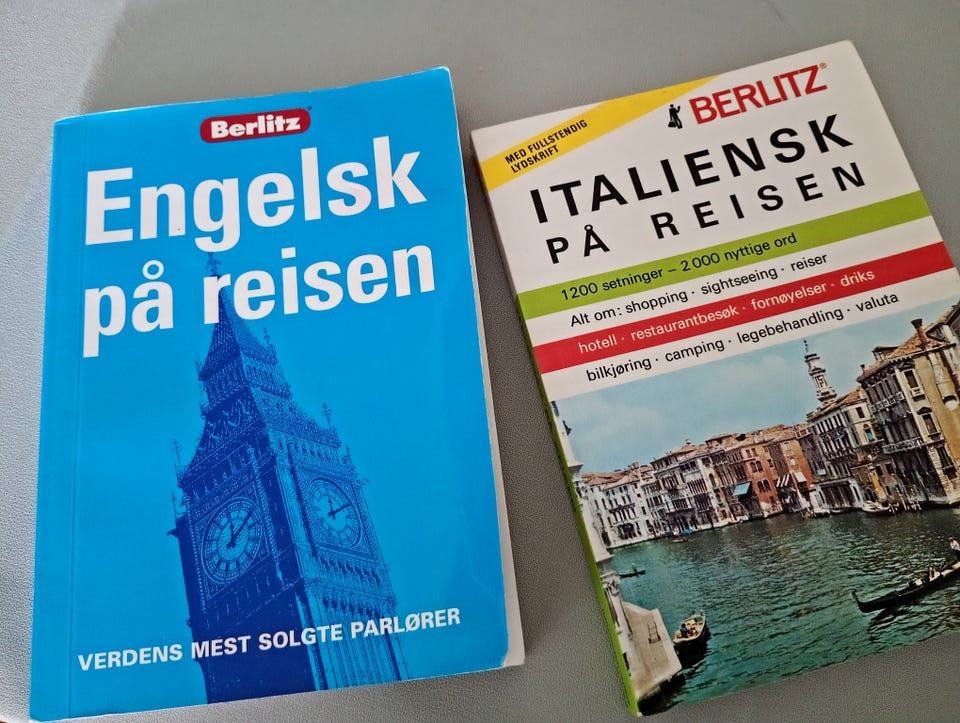 Berlitz
Engelsk
på reisen
VERDENS MEST SOLGTE PARLØRER
MED FULLSTENDIG
LYDSKRIFT
BERLITZ®
ITALIENSK
PÅ REISEN
1200 setninger – 2000 nyttige ord
Alt om: shopping · sightseeing · reiser
hotell · restaurantbesøk · fornøyelser · driks
bilkjøring · camping · legebehandling · valuta